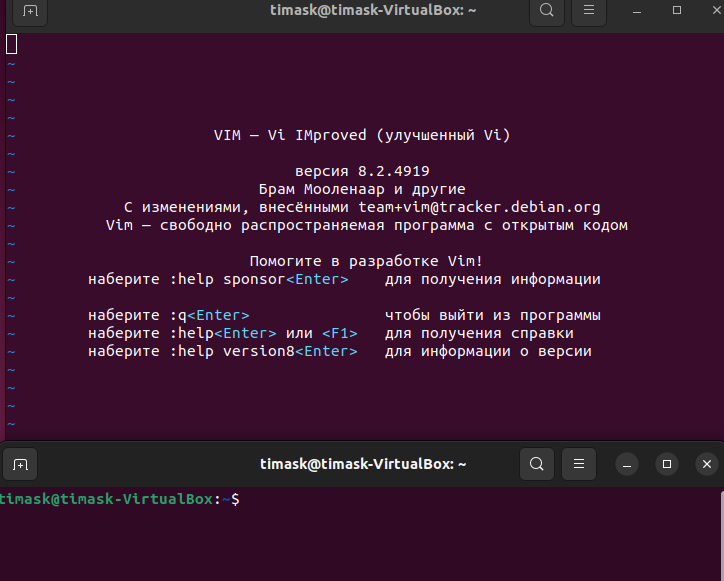 timask@timask-VirtualBox: ~
~
~
~
~
~ VIM — Vi IMproved (улучшенный Vi)
~
~ версия 8.2.4919
~ Брам Мооленаар и другие
~ С изменениями, внесёнными team+vim@tracker.debian.org
~ Vim — свободно распространяемая программа с открытым кодом
~
~ Помогите в разработке Vim!
~ наберите :help sponsor<Enter> для получения информации
~
~ наберите :q<Enter> чтобы выйти из программы
~ наберите :help<Enter> или <F1> для получения справки
~ наберите :help version8<Enter> для информации о версии
~
~
~
~
timask@timask-VirtualBox: ~
timask@timask-VirtualBox:~$